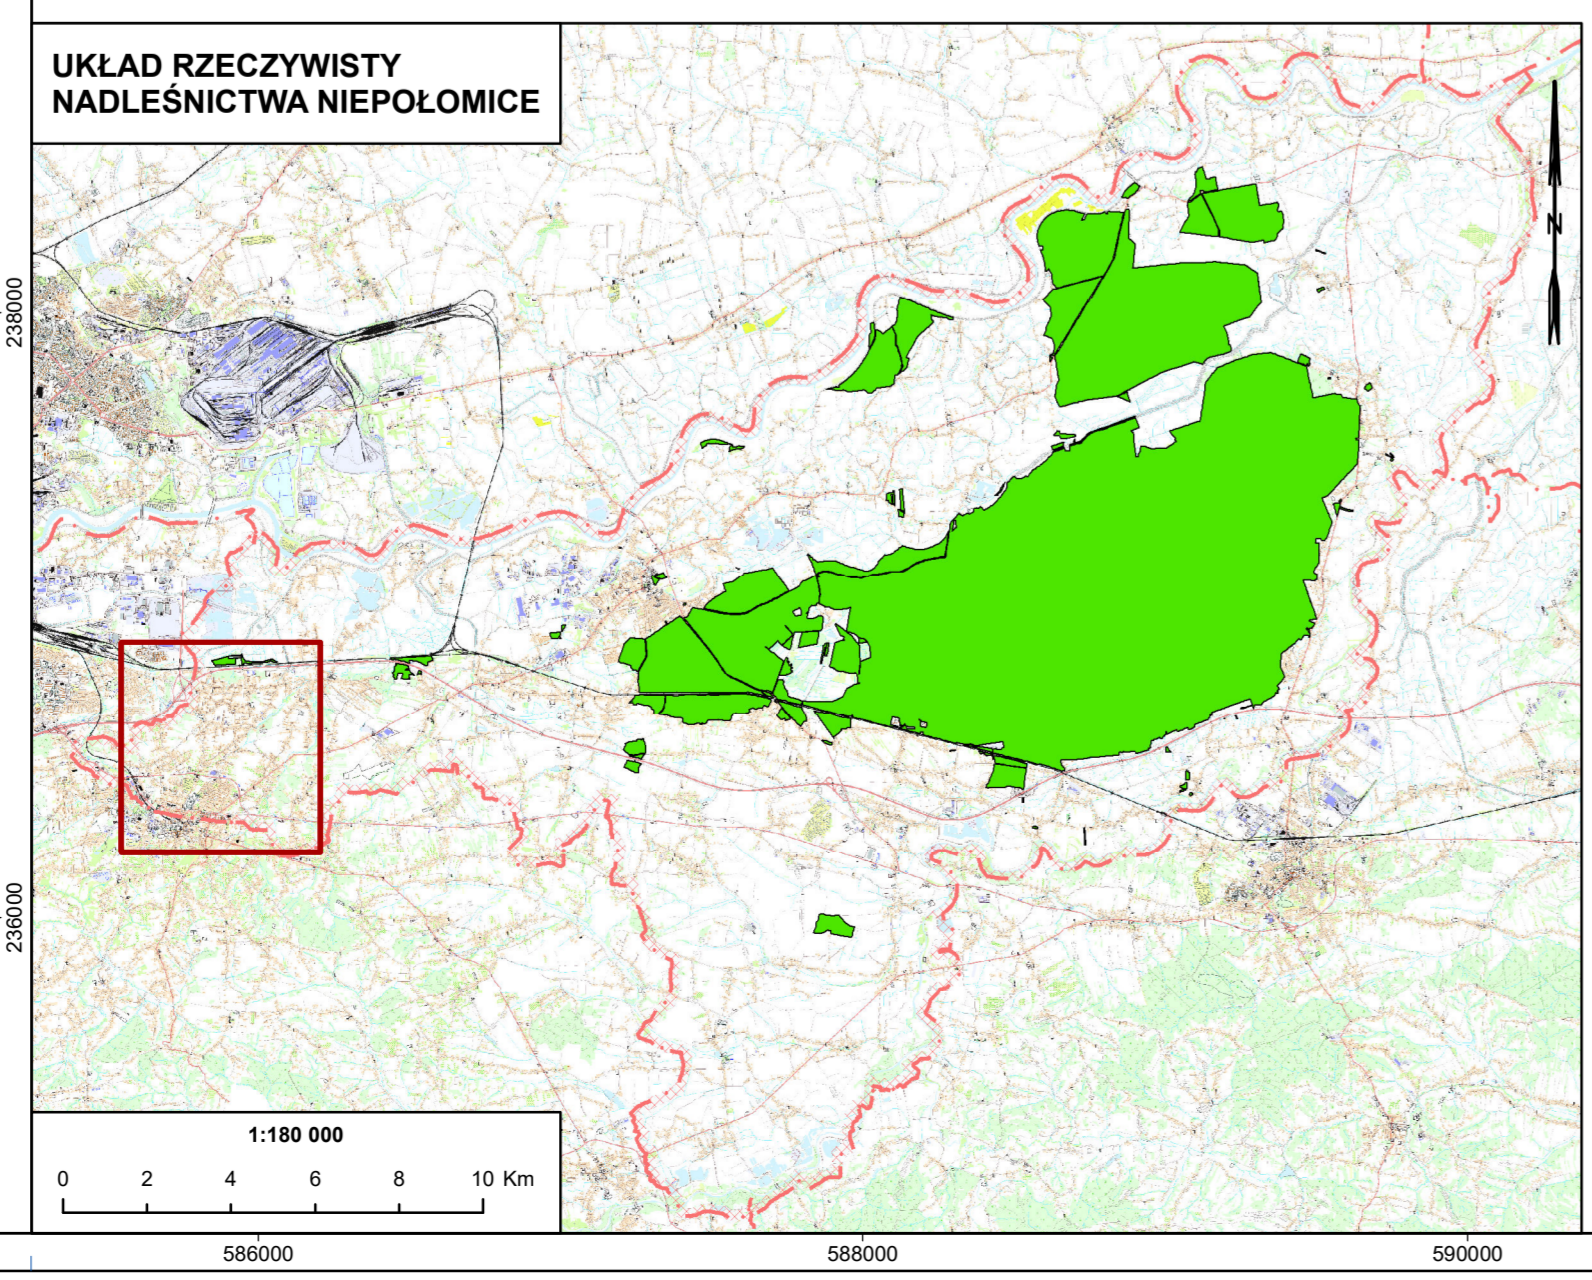 UKŁAD RZECZYWISTY
NADLEŚNICTWA NIEPOŁOMICE
N
238000
236000
1:180 000
0 2 4 6 8 10 Km
586000 588000 590000